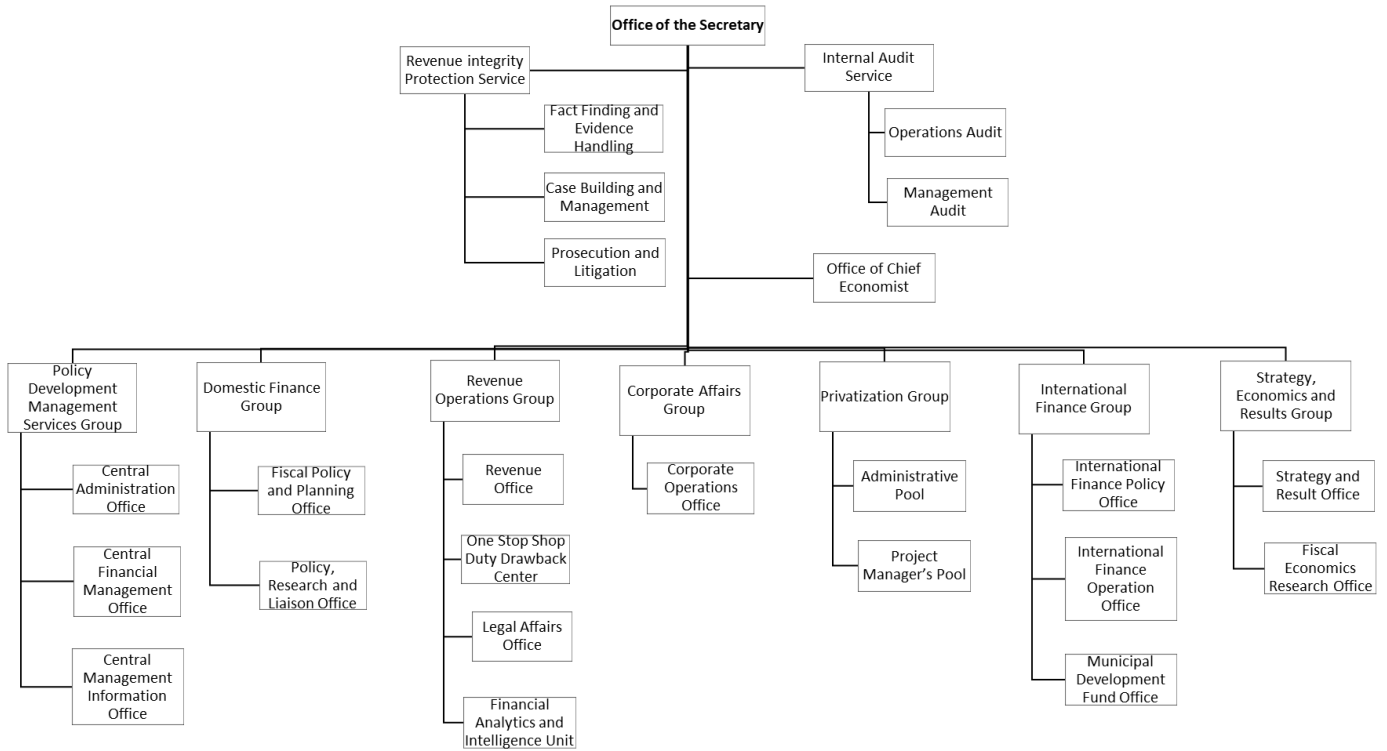 Office of the Secretary
Revenue integrity
Protection Service
Fact Finding and
Evidence
Handling
Case Building and
Management
Prosecution and
Litigation
Internal Audit
Service
Operations Audit
Management
Audit
Office of Chief
Economist
Policy
Development
Management
Services Group
Central
Administration
Office
Central
Financial
Management
Office
Central
Management
Information
Office
Domestic Finance
Group
Fiscal Policy
and Planning
Office
Policy,
Research and
Liaison Office
Revenue
Operations Group
Revenue
Office
One Stop Shop
Duty Drawback
Center
Legal Affairs
Office
Financial
Analytics and
Intelligence Unit
Corporate Affairs
Group
Corporate
Operations
Office
Privatization Group
Administrative
Pool
Project
Manager’s Pool
International
Finance Group
International
Finance Policy
Office
International
Finance
Operation
Office
Municipal
Development
Fund Office
Strategy,
Economics and
Results Group
Strategy and
Result Office
Fiscal
Economics
Research Office